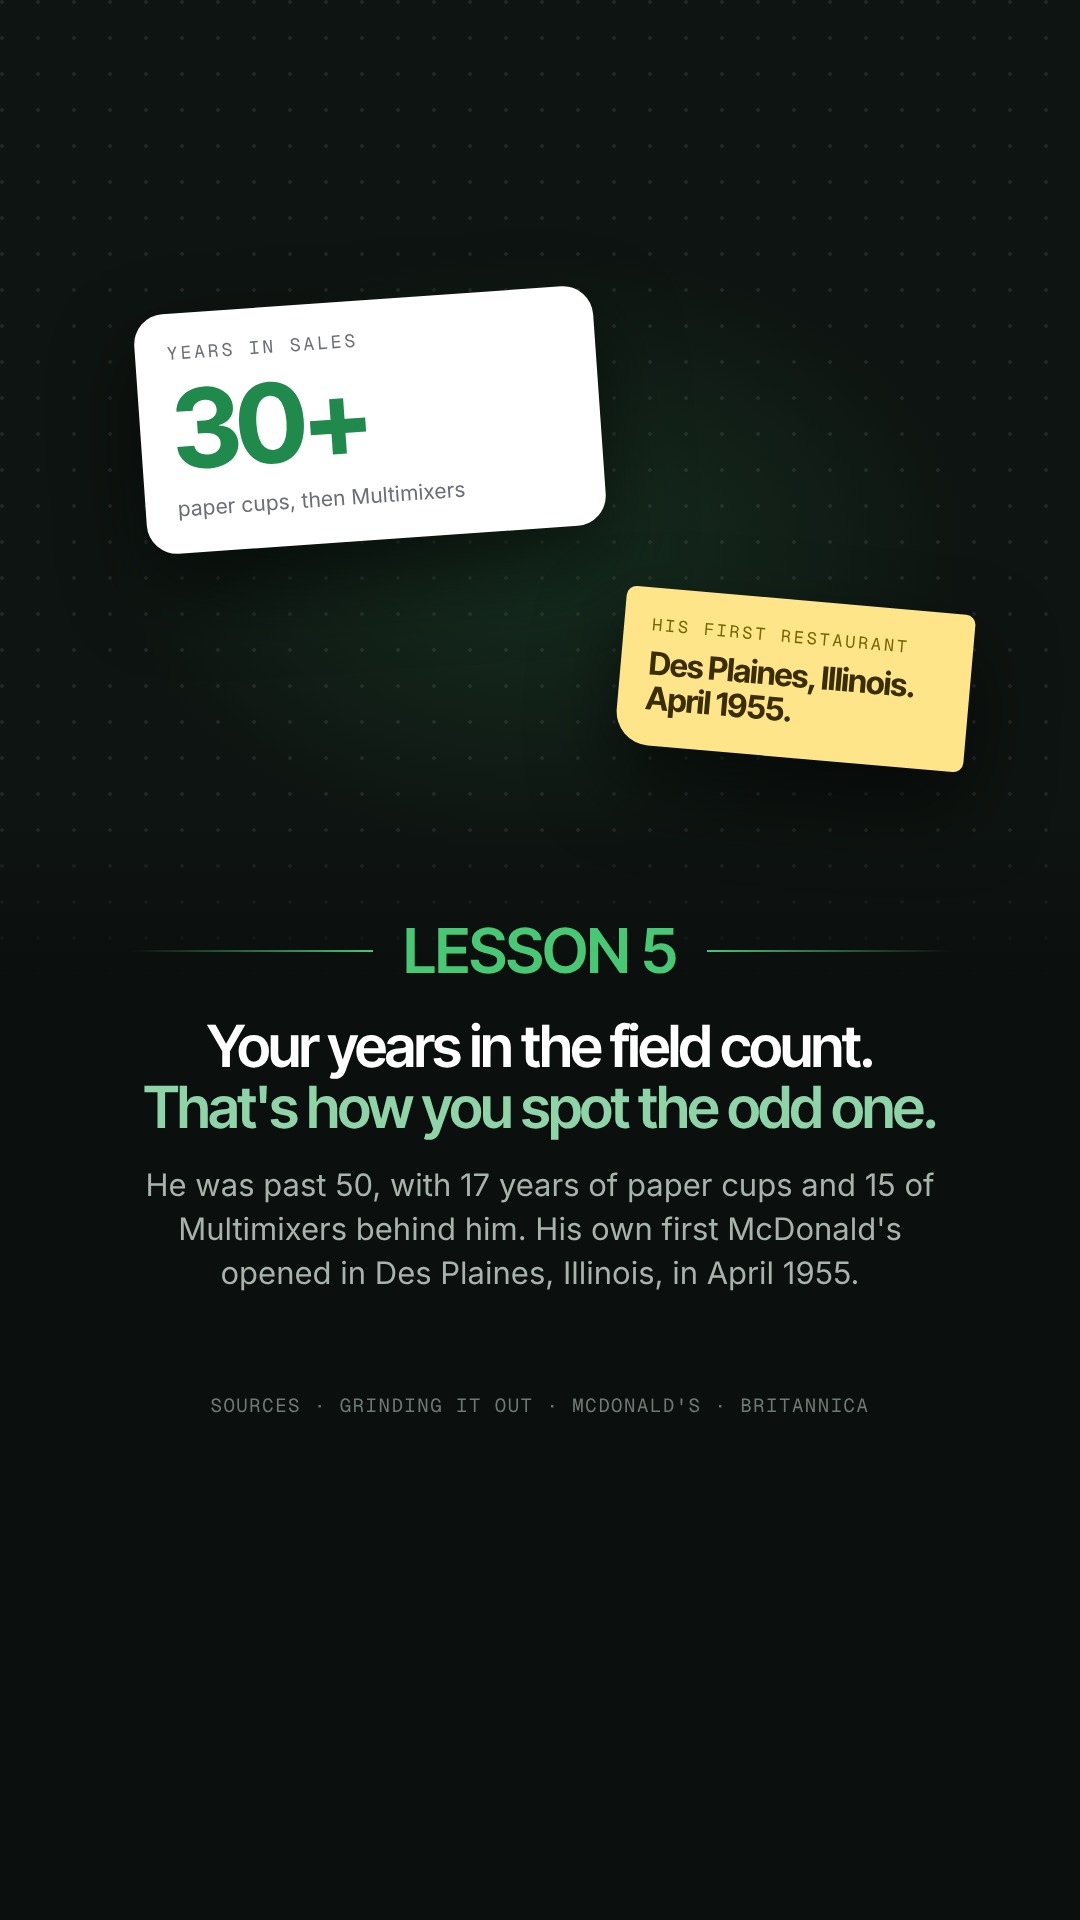 YEARS IN SALES
30+
paper cups, then Multimixers
HIS FIRST RESTAURANT
Des Plaines, Illinois.
April 1955.
LESSON 5
Your years in the field count.
That's how you spot the odd one.
He was past 50, with 17 years of paper cups and 15 of
Multimixers behind him. His own first McDonald's
opened in Des Plaines, Illinois, in April 1955.
SOURCES · GRINDING IT OUT · MCDONALD'S · BRITANNICA